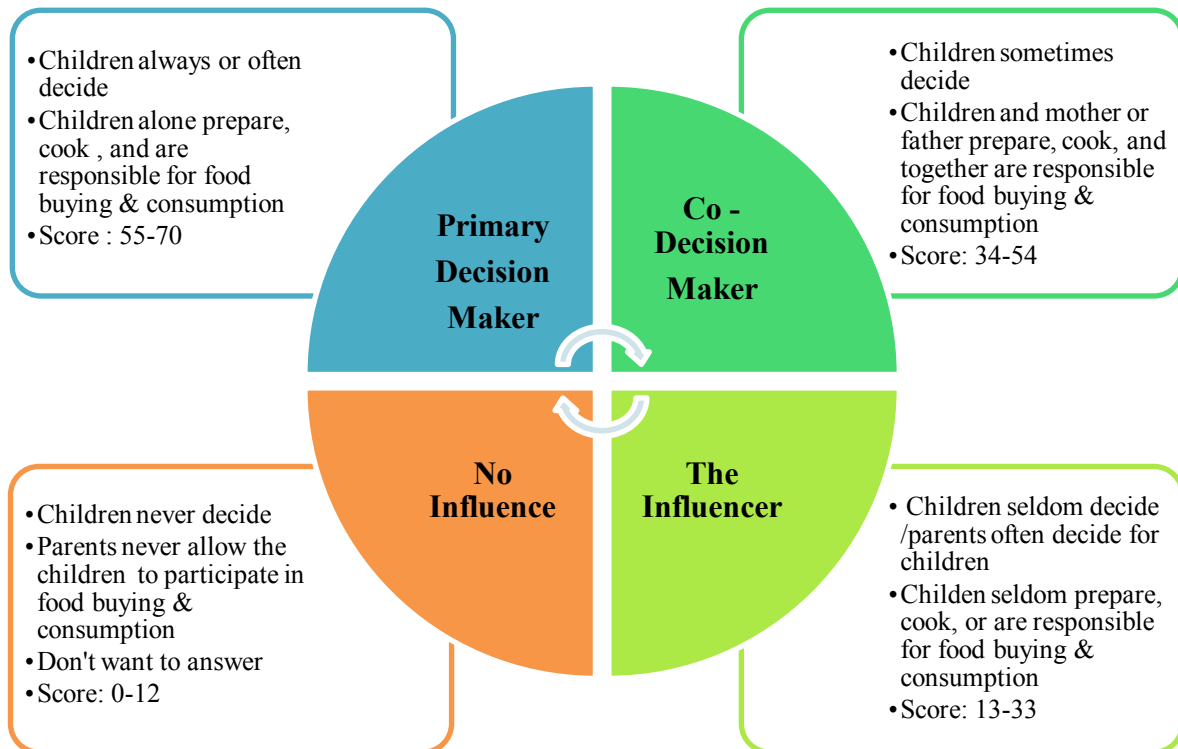 •Children always or often
decide
•Children alone prepare,
cook , and are
responsible for food
buying & consumption
•Score : 55-70
•Children sometimes
decide
•Children and mother or
father prepare, cook, and
together are responsible
for food buying &
consumption
•Score: 34-54
Primary
Decision
Maker
Co -
Decision
Maker
No
Influence
The
Influencer
•Children never decide
•Parents never allow the
children to participate in
food buying &
consumption
•Don't want to answer
•Score: 0-12
• Children seldom decide
/parents often decide for
children
•Childen seldom prepare,
cook, or are responsible
for food buying &
consumption
•Score: 13-33